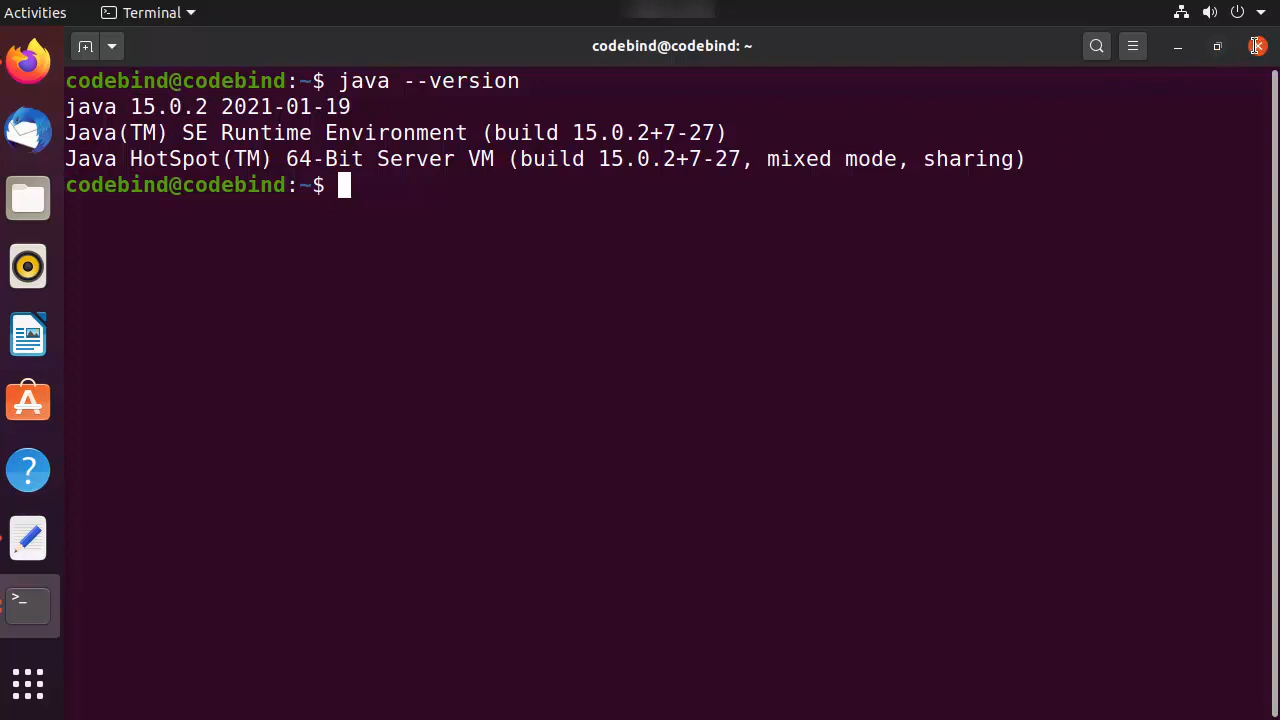 Activities
Terminal
codebind@codebind: ~
codebind@codebind:~$ java --version
java 15.0.2 2021-01-19
Java(TM) SE Runtime Environment (build 15.0.2+7-27)
Java HotSpot(TM) 64-Bit Server VM (build 15.0.2+7-27, mixed mode, sharing)
codebind@codebind:~$